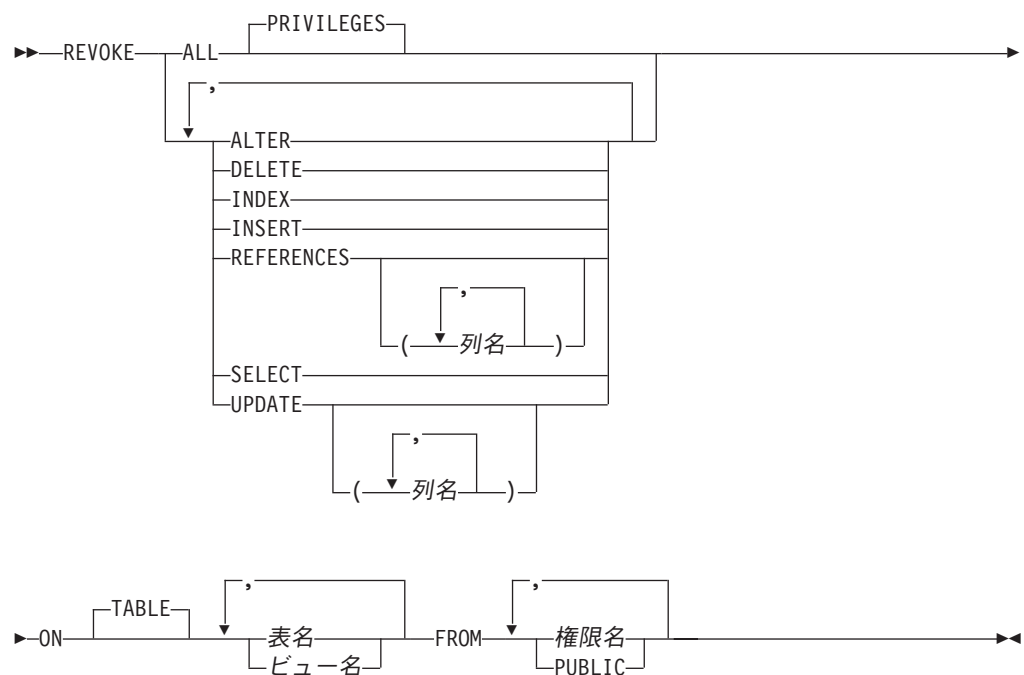 PRIVILEGES
REVOKE ALL
,
ALTER
DELETE
INDEX
INSERT
REFERENCES
,
( 列名 )
SELECT
UPDATE
,
( 列名 )
, ,
TABLE
ON 表名 FROM 権限名
ビュー名 PUBLIC